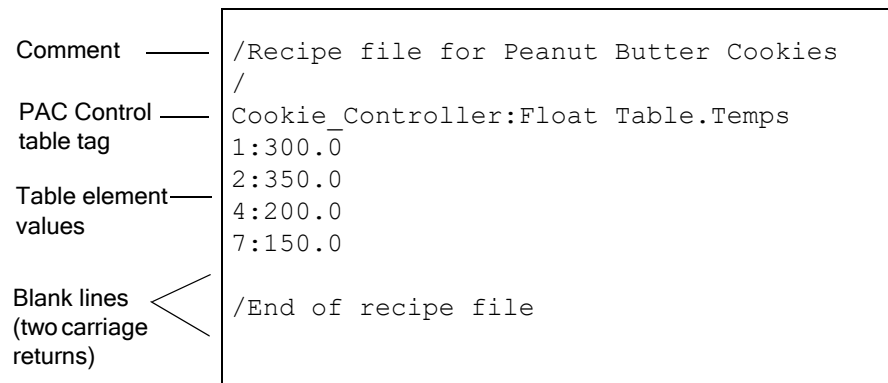 Comment
/Recipe file for Peanut Butter Cookies
/
PAC Control
table tag
Cookie_Controller:Float Table.Temps
1:300.0
2:350.0
Table element
values
4:200.0
7:150.0
Blank lines
(two carriage
returns)
/End of recipe file